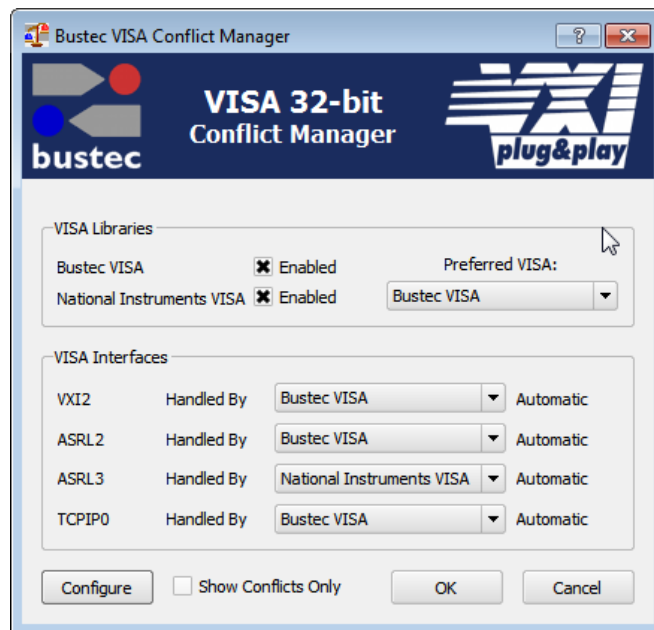 Bustec VISA Conflict Manager
VISA 32-bit
Conflict Manager
bustec
VXI
plug&play
VISA Libraries
Bustec VISA Enabled Preferred VISA:
National Instruments VISA Enabled Bustec VISA
VISA Interfaces
VXI2 Handled By Bustec VISA Automatic
ASRL2 Handled By Bustec VISA Automatic
ASRL3 Handled By National Instruments VISA Automatic
TCPIP0 Handled By Bustec VISA Automatic
Configure Show Conflicts Only OK Cancel